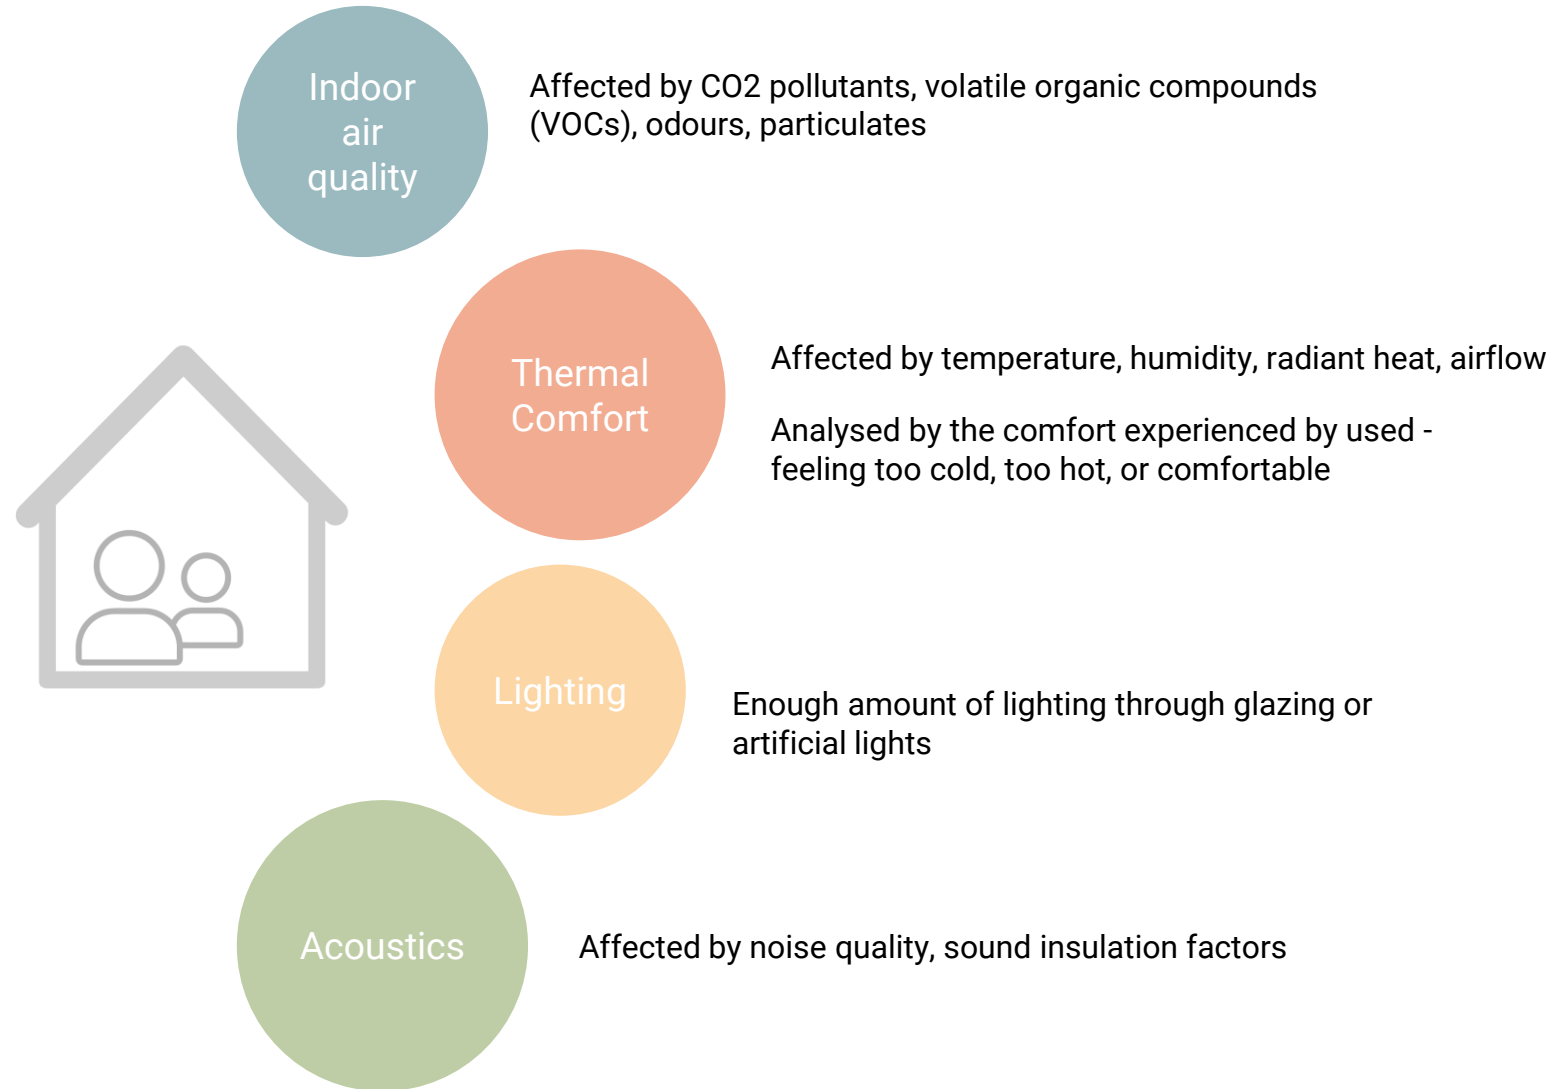 Indoor
air
quality
Affected by CO2 pollutants, volatile organic compounds
(VOCs), odours, particulates
Thermal
Comfort
Affected by temperature, humidity, radiant heat, airflow
Analysed by the comfort experienced by used -
feeling too cold, too hot, or comfortable
Lighting
Enough amount of lighting through glazing or
artificial lights
Acoustics
Affected by noise quality, sound insulation factors